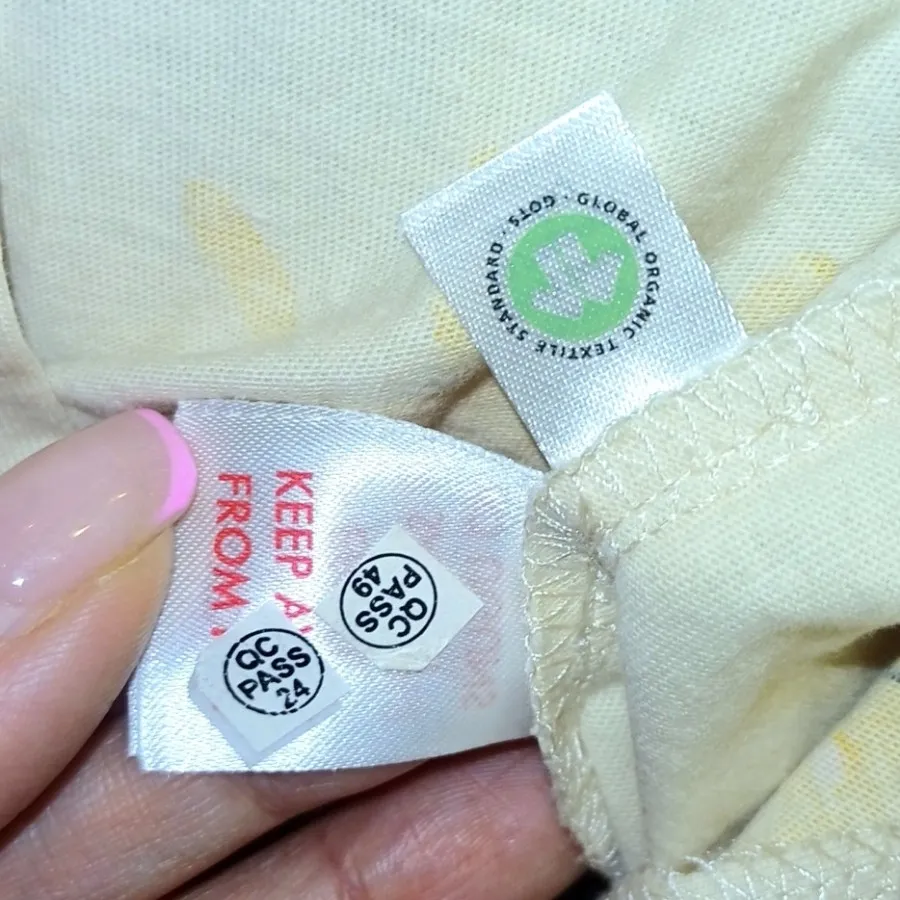 GLOBAL ORGANIC TEXTILE STANDARD · GOTS ·
KEEP
FROM
QC
PASS
49
QC
PASS
24